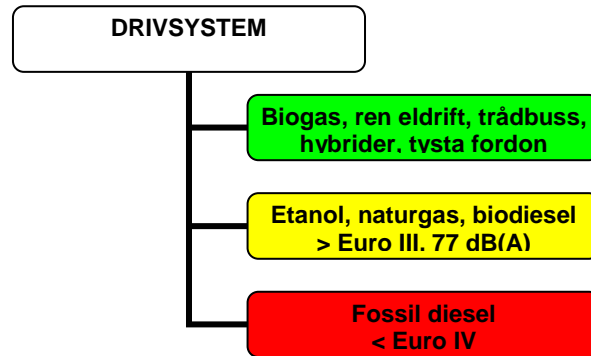 DRIVSYSTEM
Biogas, ren eldrift, trådbuss,
hybrider, tysta fordon
Etanol, naturgas, biodiesel
> Euro III. 77 dB(A)
Fossil diesel
< Euro IV